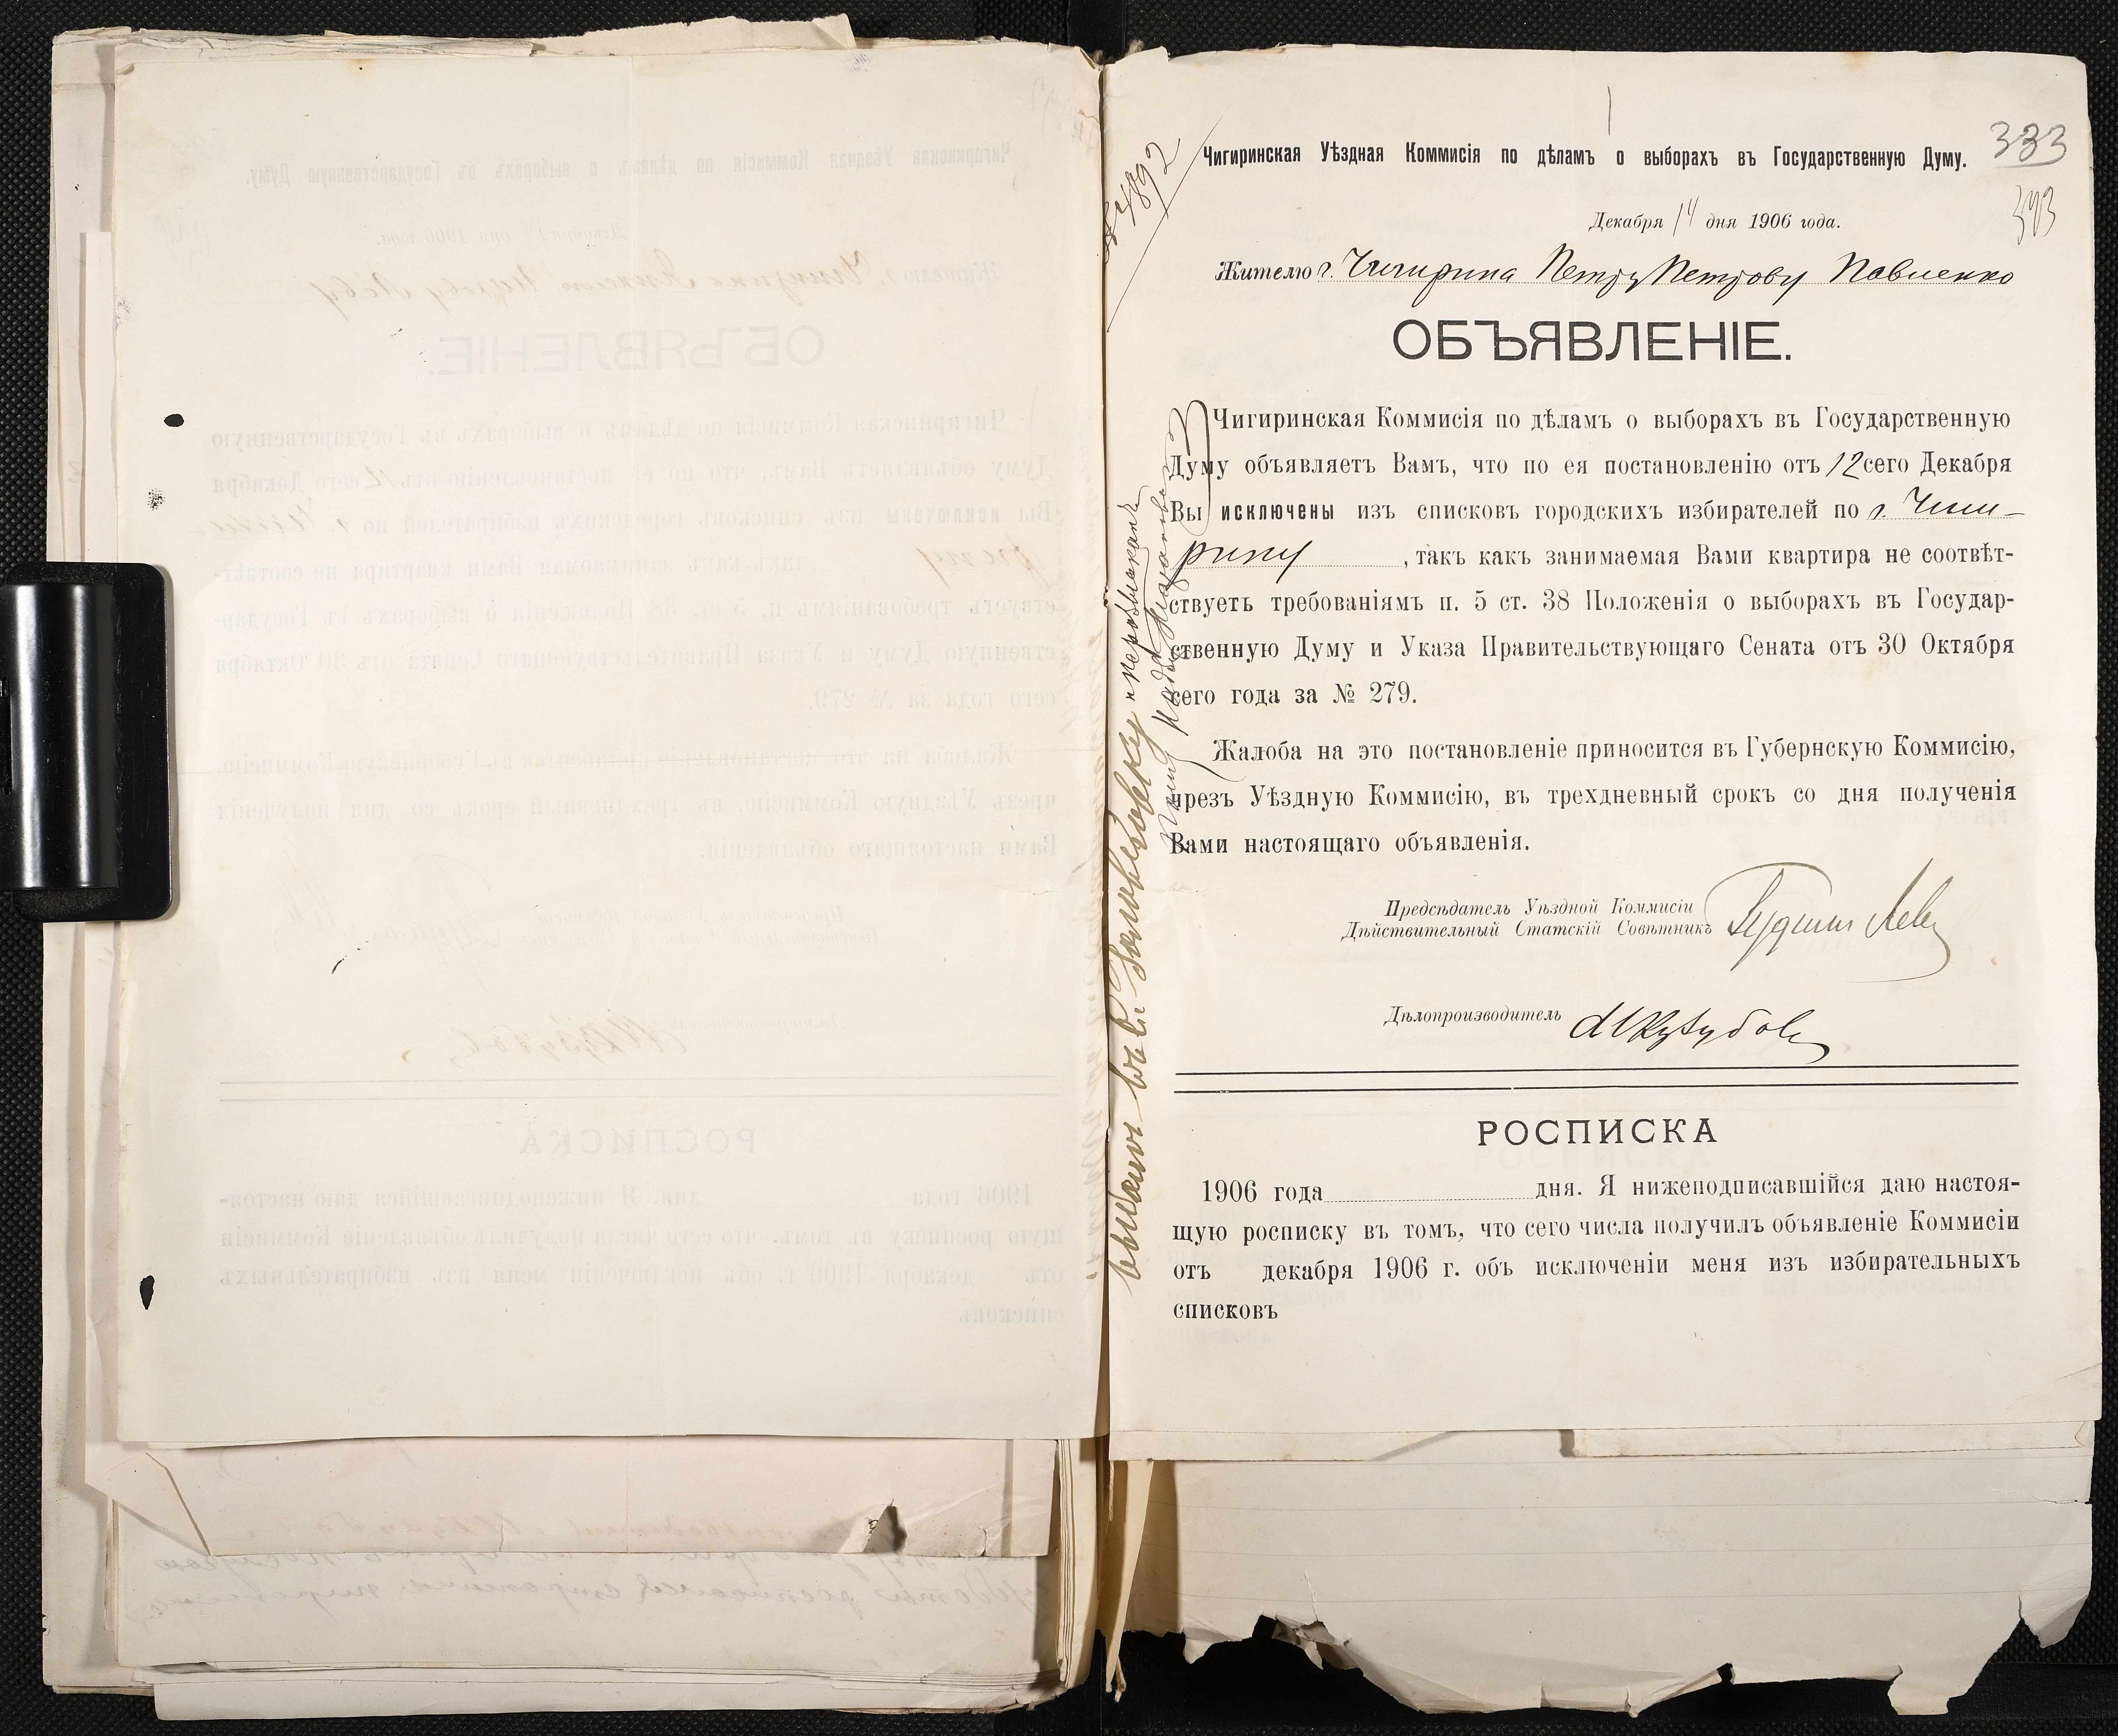 333
343
№ 4892
Чигиринская Уѣздная Коммисія по дѣламъ о выборахъ въ Государственную Думу.
Декабря 14 дня 1906 года.
Жителю г. Чигирина Петру Петрову Павленко
ОБЪЯВЛЕНІЕ.
Чигиринская Коммисія по дѣламъ о выборахъ въ Государственную
Думу объявляетъ Вамъ, что по ея постановленію отъ 12 сего Декабря
Вы исключены изъ списковъ городскихъ избирателей по г. Чиги-
рину, такъ какъ занимаемая Вами квартира не соотвѣт-
ствуетъ требованіямъ п. 5 ст. 38 Положенія о выборахъ въ Государ-
ственную Думу и Указа Правительствующаго Сената отъ 30 Октября
сего года за № 279.
Жалоба на это постановленіе приносится въ Губернскую Коммисію,
чрезъ Уѣздную Коммисію, въ трехдневный срокъ со дня полученія
Вами настоящаго объявленія.
Предсѣдатель Уѣздной Коммисіи
Дѣйствительный Статскій Совѣтникъ
Дѣлопроизводитель
РОСПИСКА
1906 года дня. Я нижеподписавшійся даю настоя-
щую росписку въ томъ, что сего числа получилъ объявленіе Коммисіи
отъ декабря 1906 г. объ исключеніи меня изъ избирательныхъ
списковъ